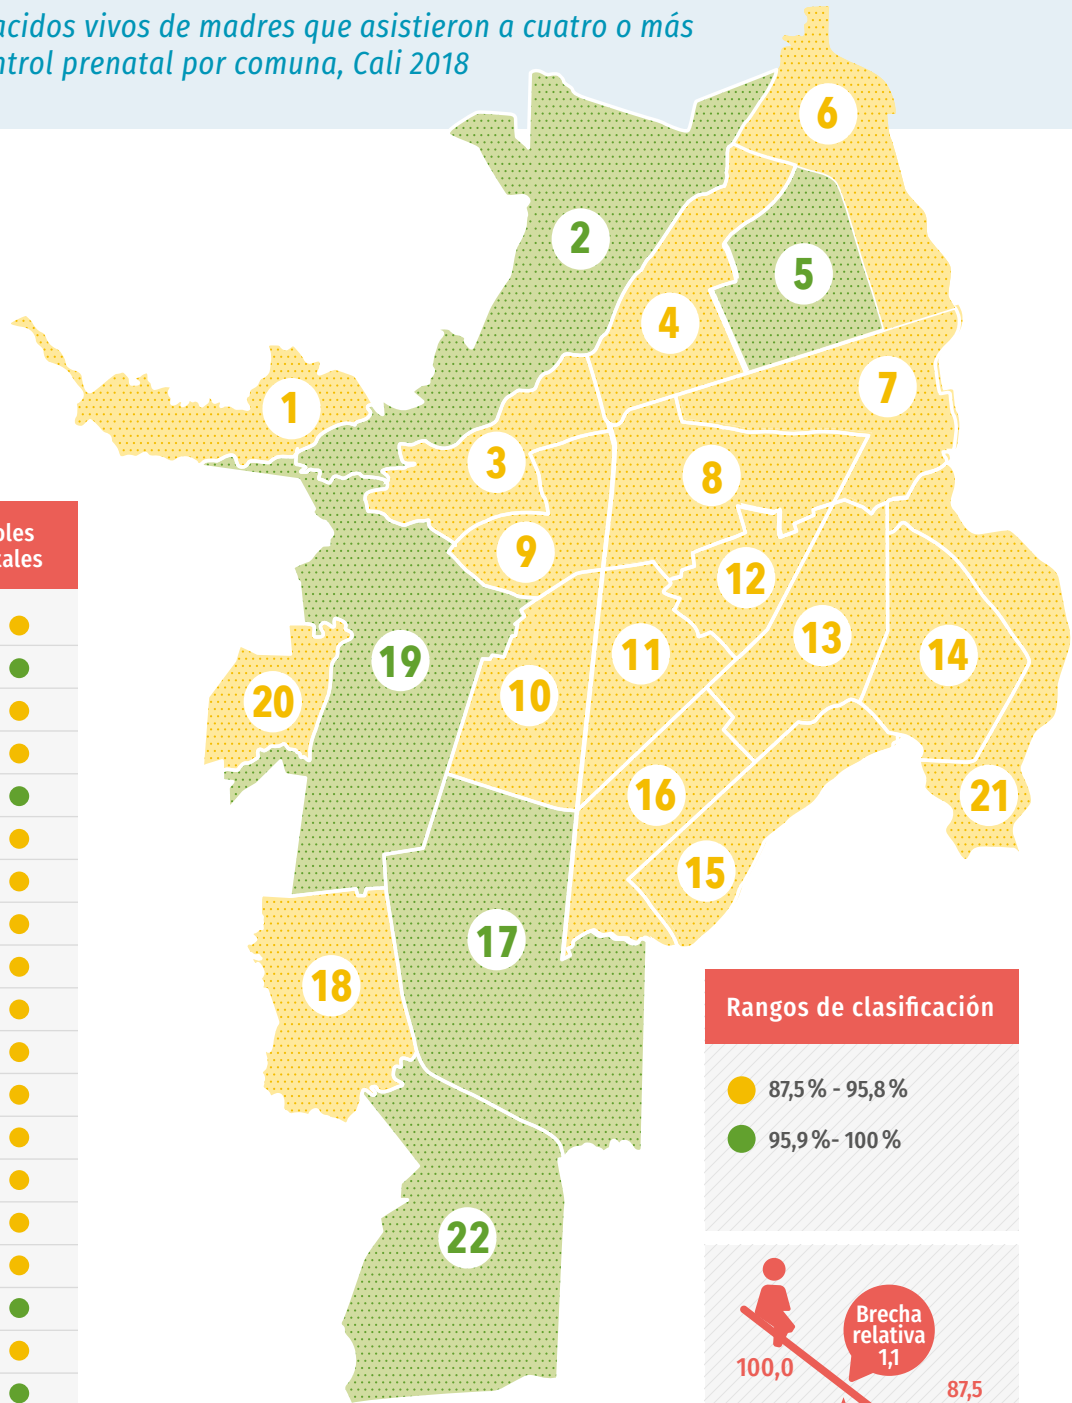 acidos vivos de madres que asistieron a cuatro o más
ntrol prenatal por comuna, Cali 2018
6
2
5
4
7
1
3
8
9
12
13
11
14
19
10
20
16
21
15
17
18
22
oles
tales
Rangos de clasificación
87,5 % - 95,8 %
95,9 %- 100 %
Brecha
relativa
1,1
100,0
87,5